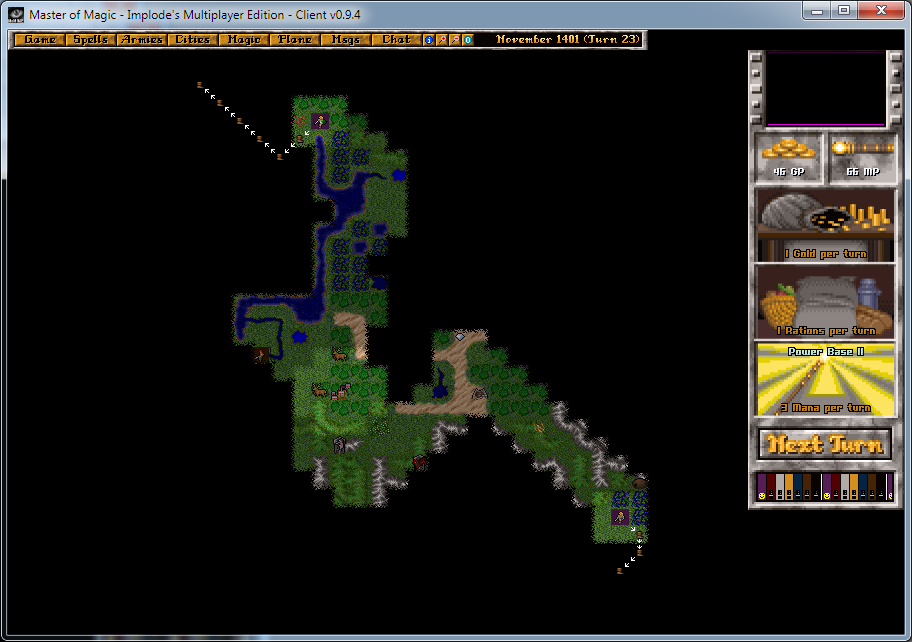 Master of Magic - Implode's Multiplayer Edition - Client v0.9.4
Game Spells Armies Cities Magic Plane Msgs Chat November 1401 (Turn 23)
46 GP 66 MP
1 Gold per turn
1 Rations per turn
Power Base 11
3 Mana per turn
Next Turn